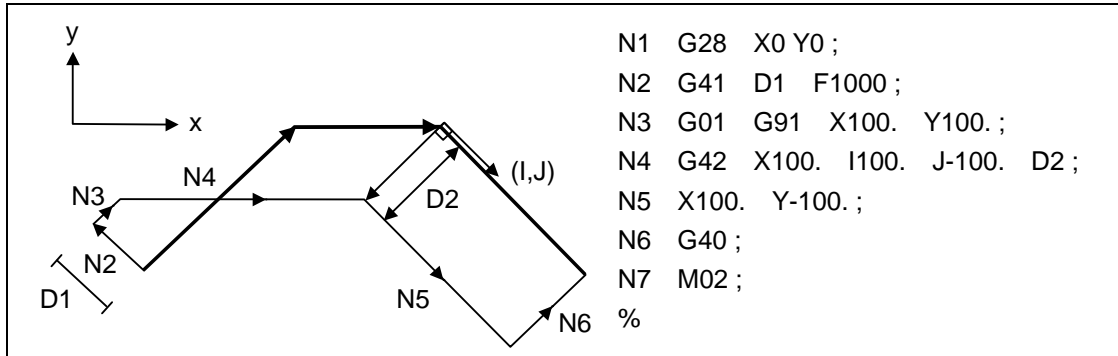 y
x
N4
N3
(I,J)
D2
N2
D1
N5
N6
N1 G28 X0 Y0 ;
N2 G41 D1 F1000 ;
N3 G01 G91 X100. Y100. ;
N4 G42 X100. I100. J-100. D2 ;
N5 X100. Y-100. ;
N6 G40 ;
N7 M02 ;
%